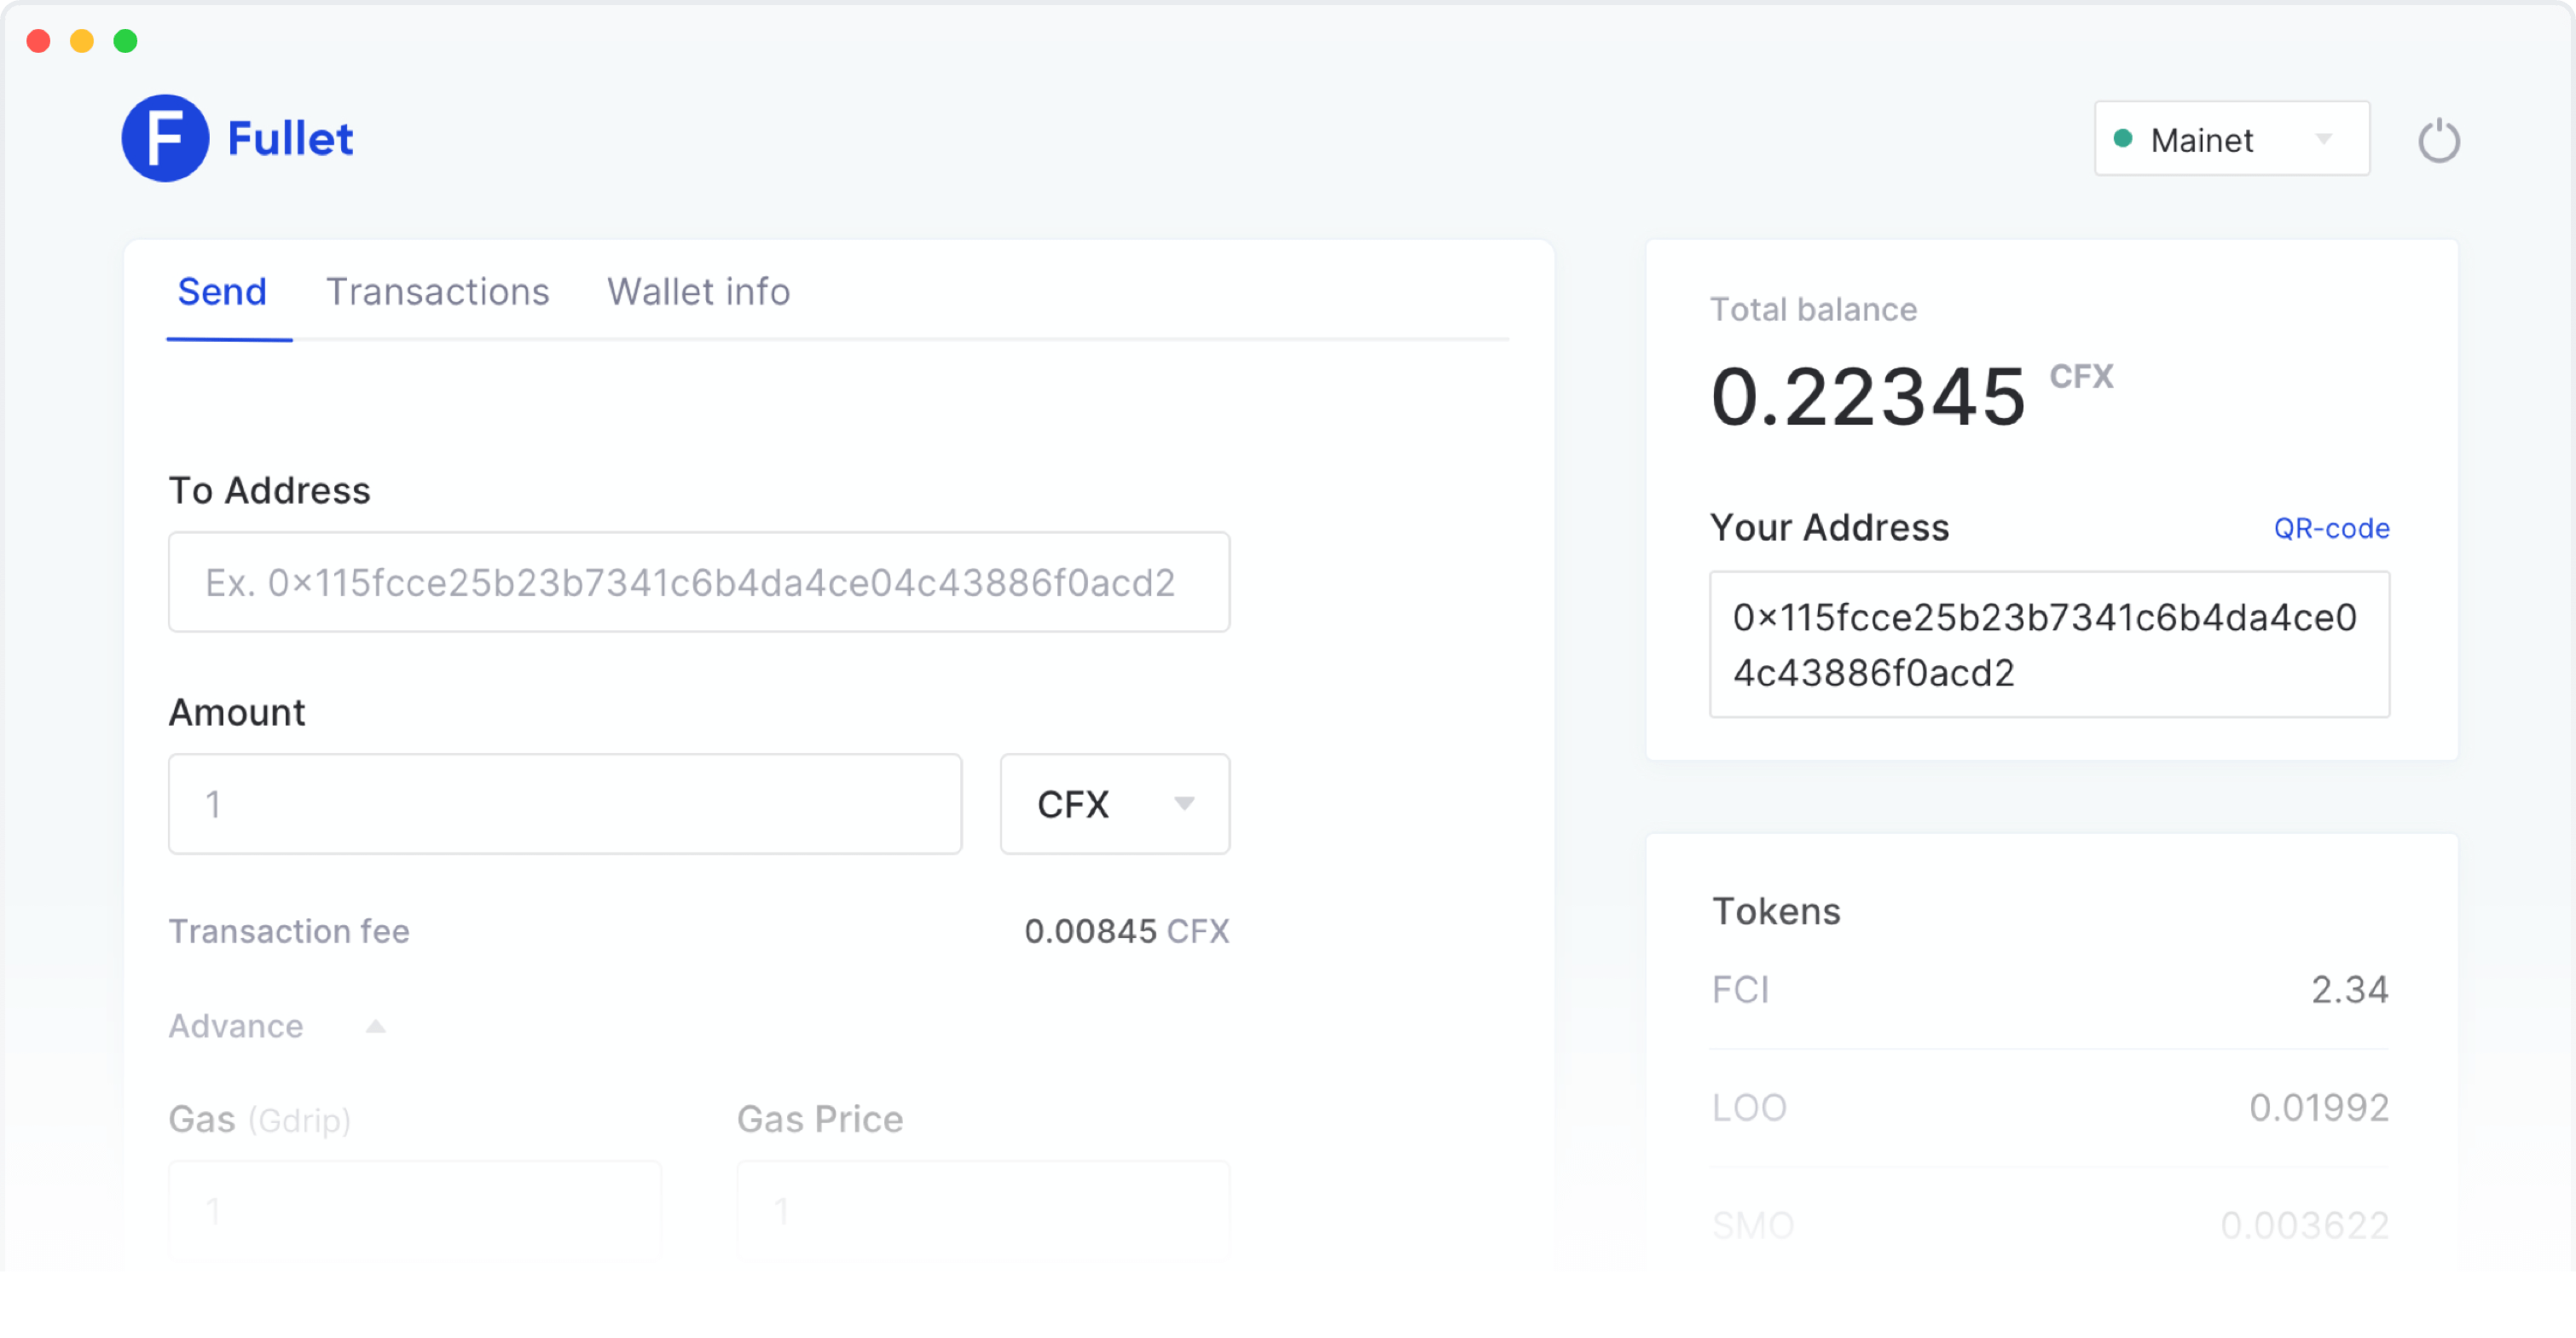 F Fullet
Mainet
Send Transactions Wallet info
To Address
Ex. 0×115fcce25b23b7341c6b4da4ce04c43886f0acd2
Amount
1 CFX
Transaction fee 0.00845 CFX
Advance
Gas (Gdrip) Gas Price
1 1
Total balance
0.22345 CFX
Your Address QR-code
0×115fcce25b23b7341c6b4da4ce0
4c43886f0acd2
Tokens
FCI 2.34
LOO 0.01992
SMO 0.003622